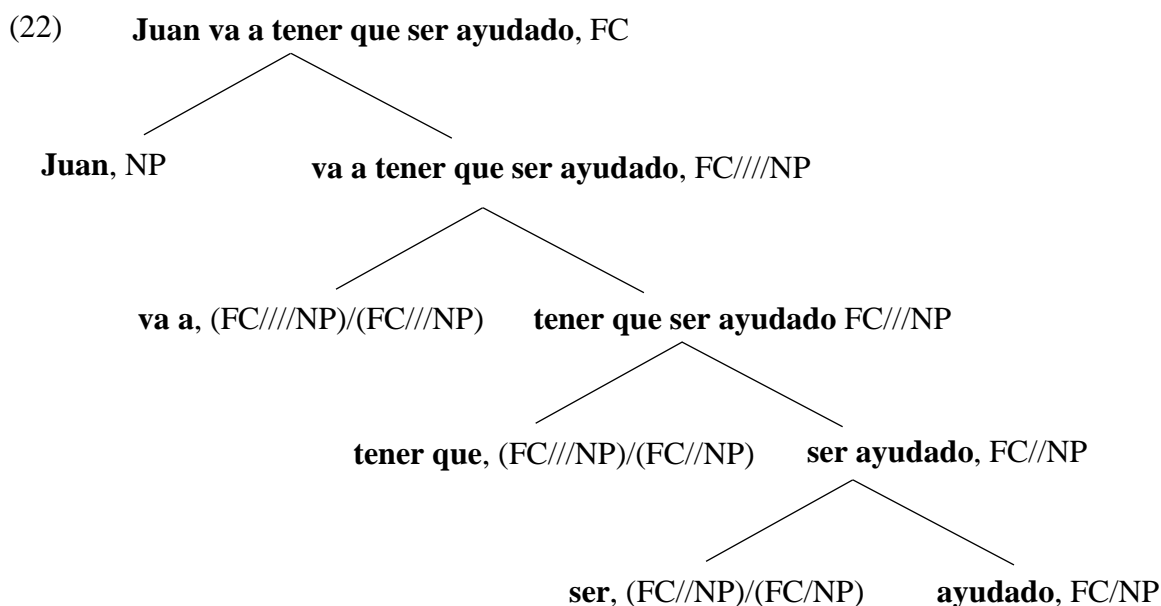 (22) Juan va a tener que ser ayudado, FC
Juan, NP va a tener que ser ayudado, FC////NP
va a, (FC////NP)/(FC///NP) tener que ser ayudado FC///NP
tener que, (FC///NP)/(FC//NP) ser ayudado, FC//NP
ser, (FC//NP)/(FC/NP) ayudado, FC/NP